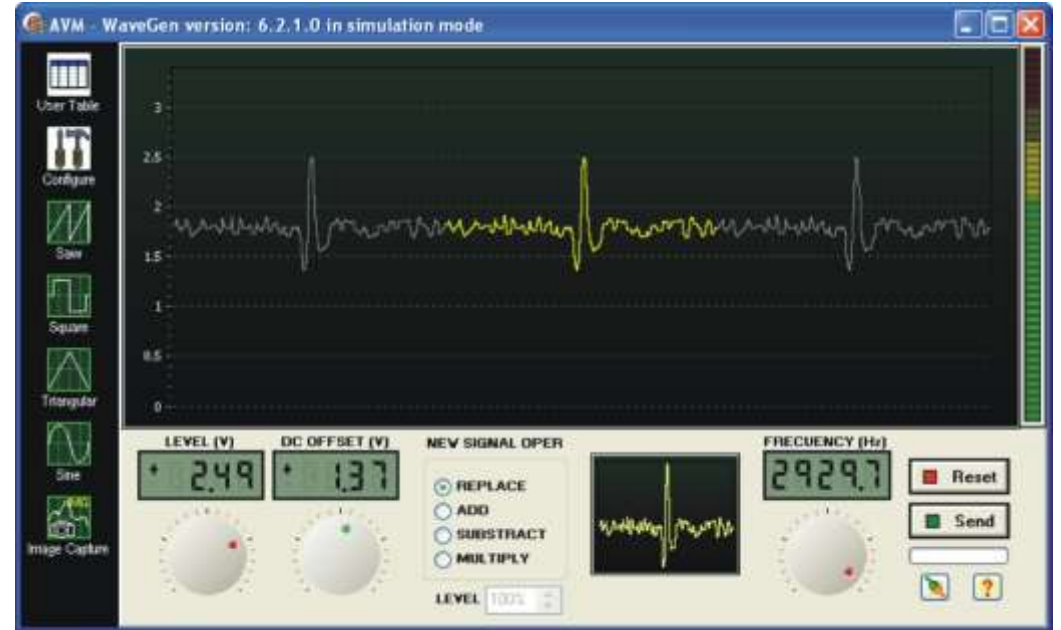 AVM - WaveGen version: 6.2.1.0 in simulation mode
User Table
Configure
Saw
Square
Triangular
Sine
IMG
Image Capture
3
2.5
2
1.5
1
0.5
0
LEVEL (V)
+ 2.49
DC OFFSET (V)
+ 1.37
NEW SIGNAL OPER
REPLACE
ADD
SUBSTRACT
MULTIPLY
LEVEL 100%
FRECUENCY (Hz)
2929.7
Reset
Send
?